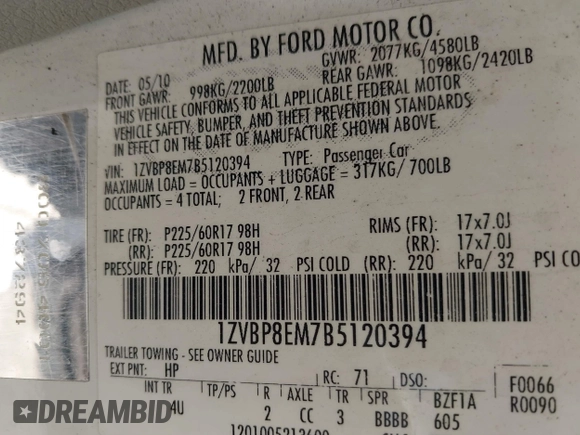 MFD. BY FORD MOTOR CO.
DATE: 05/10
GVWR: 2077KG/4580LB
FRONT GAWR: 998KG/2200LB
REAR GAWR: 1098KG/2420LB
THIS VEHICLE CONFORMS TO ALL APPLICABLE FEDERAL MOTOR
VEHICLE SAFETY, BUMPER, AND THEFT PREVENTION STANDARDS
IN EFFECT ON THE DATE OF MANUFACTURE SHOWN ABOVE.
VIN: 1ZVBP8EM7B5120394 TYPE: Passenger Car
MAXIMUM LOAD = OCCUPANTS + LUGGAGE = 317KG/ 700LB
OCCUPANTS = 4 TOTAL; 2 FRONT, 2 REAR
TIRE (FR): P225/60R17 98H RIMS (FR): 17x7.0J
(RR): P225/60R17 98H (RR): 17x7.0J
PRESSURE (FR): 220 kPa/ 32 PSI COLD (RR): 220 kPa/ 32 PSI CO
1ZVBP8EM7B5120394
TRAILER TOWING - SEE OWNER GUIDE
EXT PNT: HP RC: 71 DSO: F0066
INT TR TP/PS R AXLE TR SPR BZF1A R0090
4U 2 CC 3 BBBB 605
DEALERS ACCESS